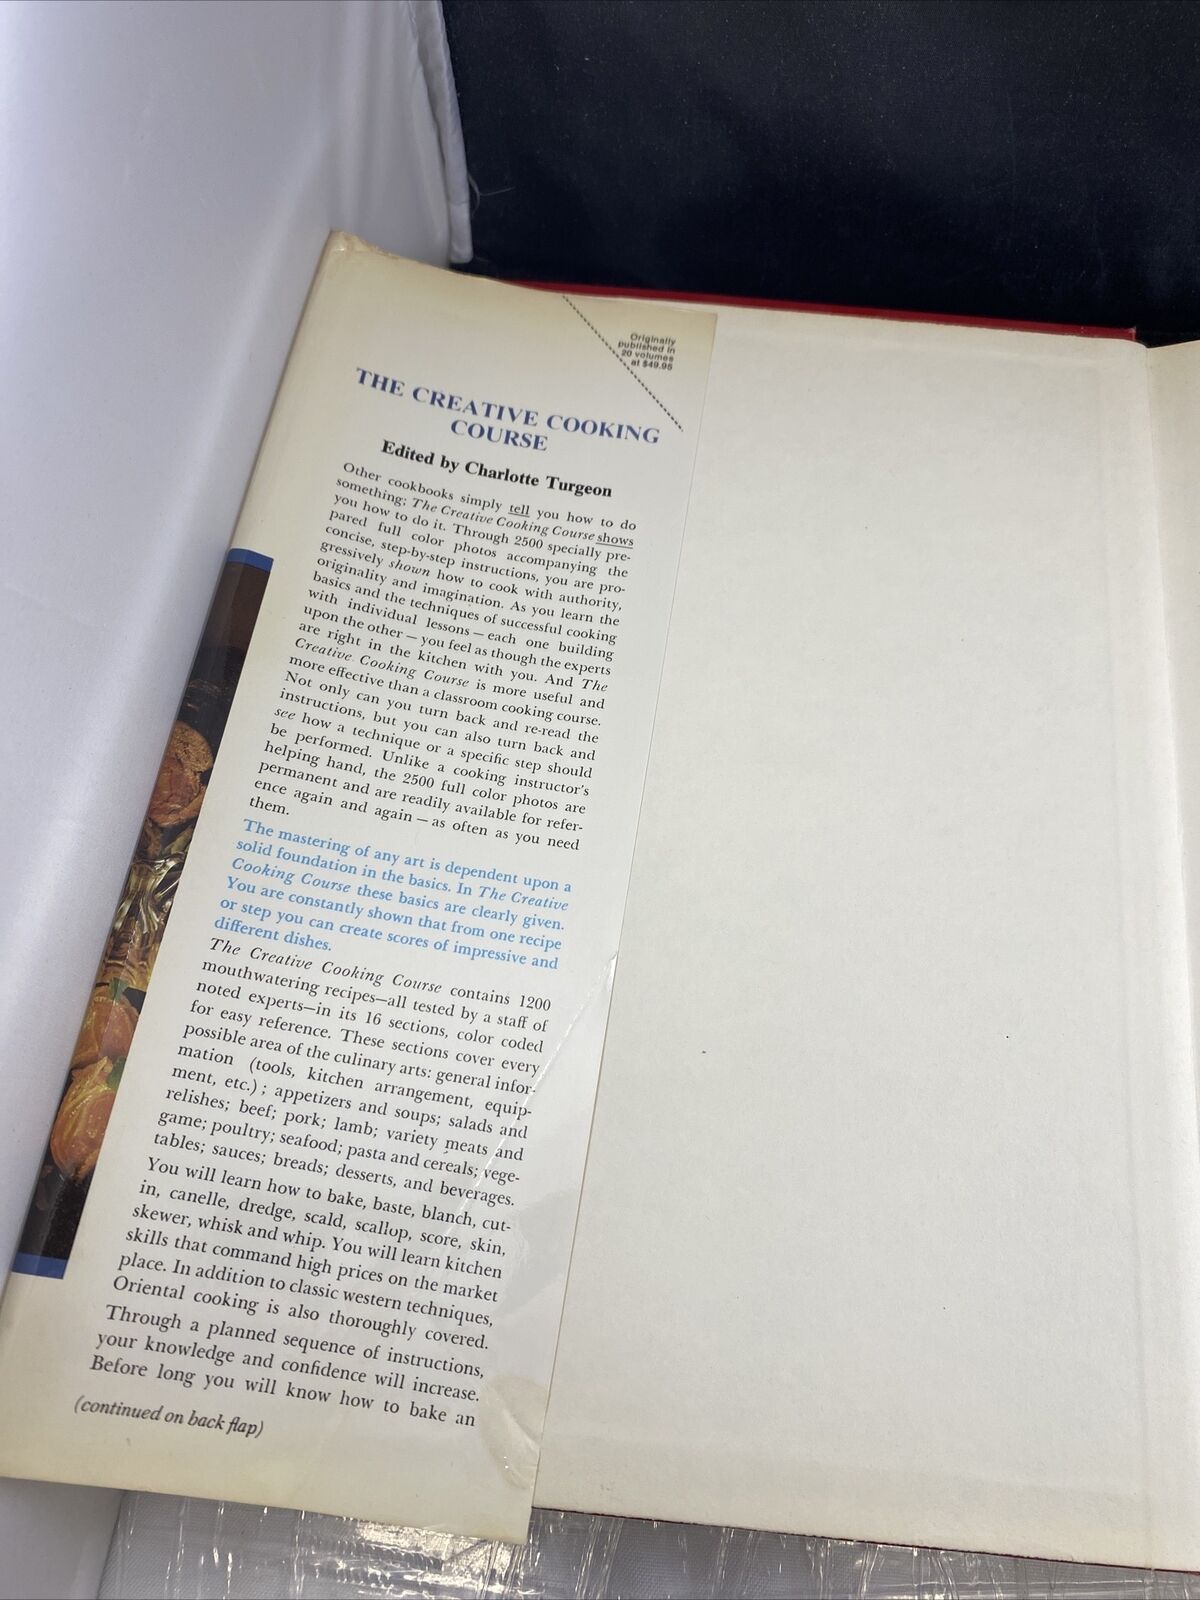 Originally
published in
20 volumes
at $49.95
THE CREATIVE COOKING
COURSE
Edited by Charlotte Turgeon
Other cookbooks simply tell you how to do
something; The Creative Cooking Course shows
you how to do it. Through 2500 specially pre-
pared full color photos accompanying the
concise, step-by-step instructions, you are pro-
gressively shown how to cook with authority,
originality and imagination. As you learn the
basics and the techniques of successful cooking
with individual lessons — each one building
upon the other — you feel as though the experts
are right in the kitchen with you. And The
Creative Cooking Course is more useful and
more effective than a classroom cooking course.
Not only can you turn back and re-read the
instructions, but you can also turn back and
see how a technique or a specific step should
be performed. Unlike a cooking instructor's
helping hand, the 2500 full color photos are
permanent and are readily available for refer-
ence again and again — as often as you need
them.
The mastering of any art is dependent upon a
solid foundation in the basics. In The Creative
Cooking Course these basics are clearly given.
You are constantly shown that from one recipe
or step you can create scores of impressive and
different dishes.
The Creative Cooking Course contains 1200
mouthwatering recipes—all tested by a staff of
noted experts—in its 16 sections, color coded
for easy reference. These sections cover every
possible area of the culinary arts: general infor-
mation (tools, kitchen arrangement, equip-
ment, etc.) ; appetizers and soups; salads and
relishes; beef; pork; lamb; variety meats and
game; poultry; seafood; pasta and cereals; vege-
tables; sauces; breads; desserts, and beverages.
You will learn how to bake, baste, blanch, cut-
in, canelle, dredge, scald, scallop, score, skin,
skewer, whisk and whip. You will learn kitchen
skills that command high prices on the market
place. In addition to classic western techniques,
Oriental cooking is also thoroughly covered.
Through a planned sequence of instructions,
your knowledge and confidence will increase.
Before long you will know how to bake an
(continued on back flap)